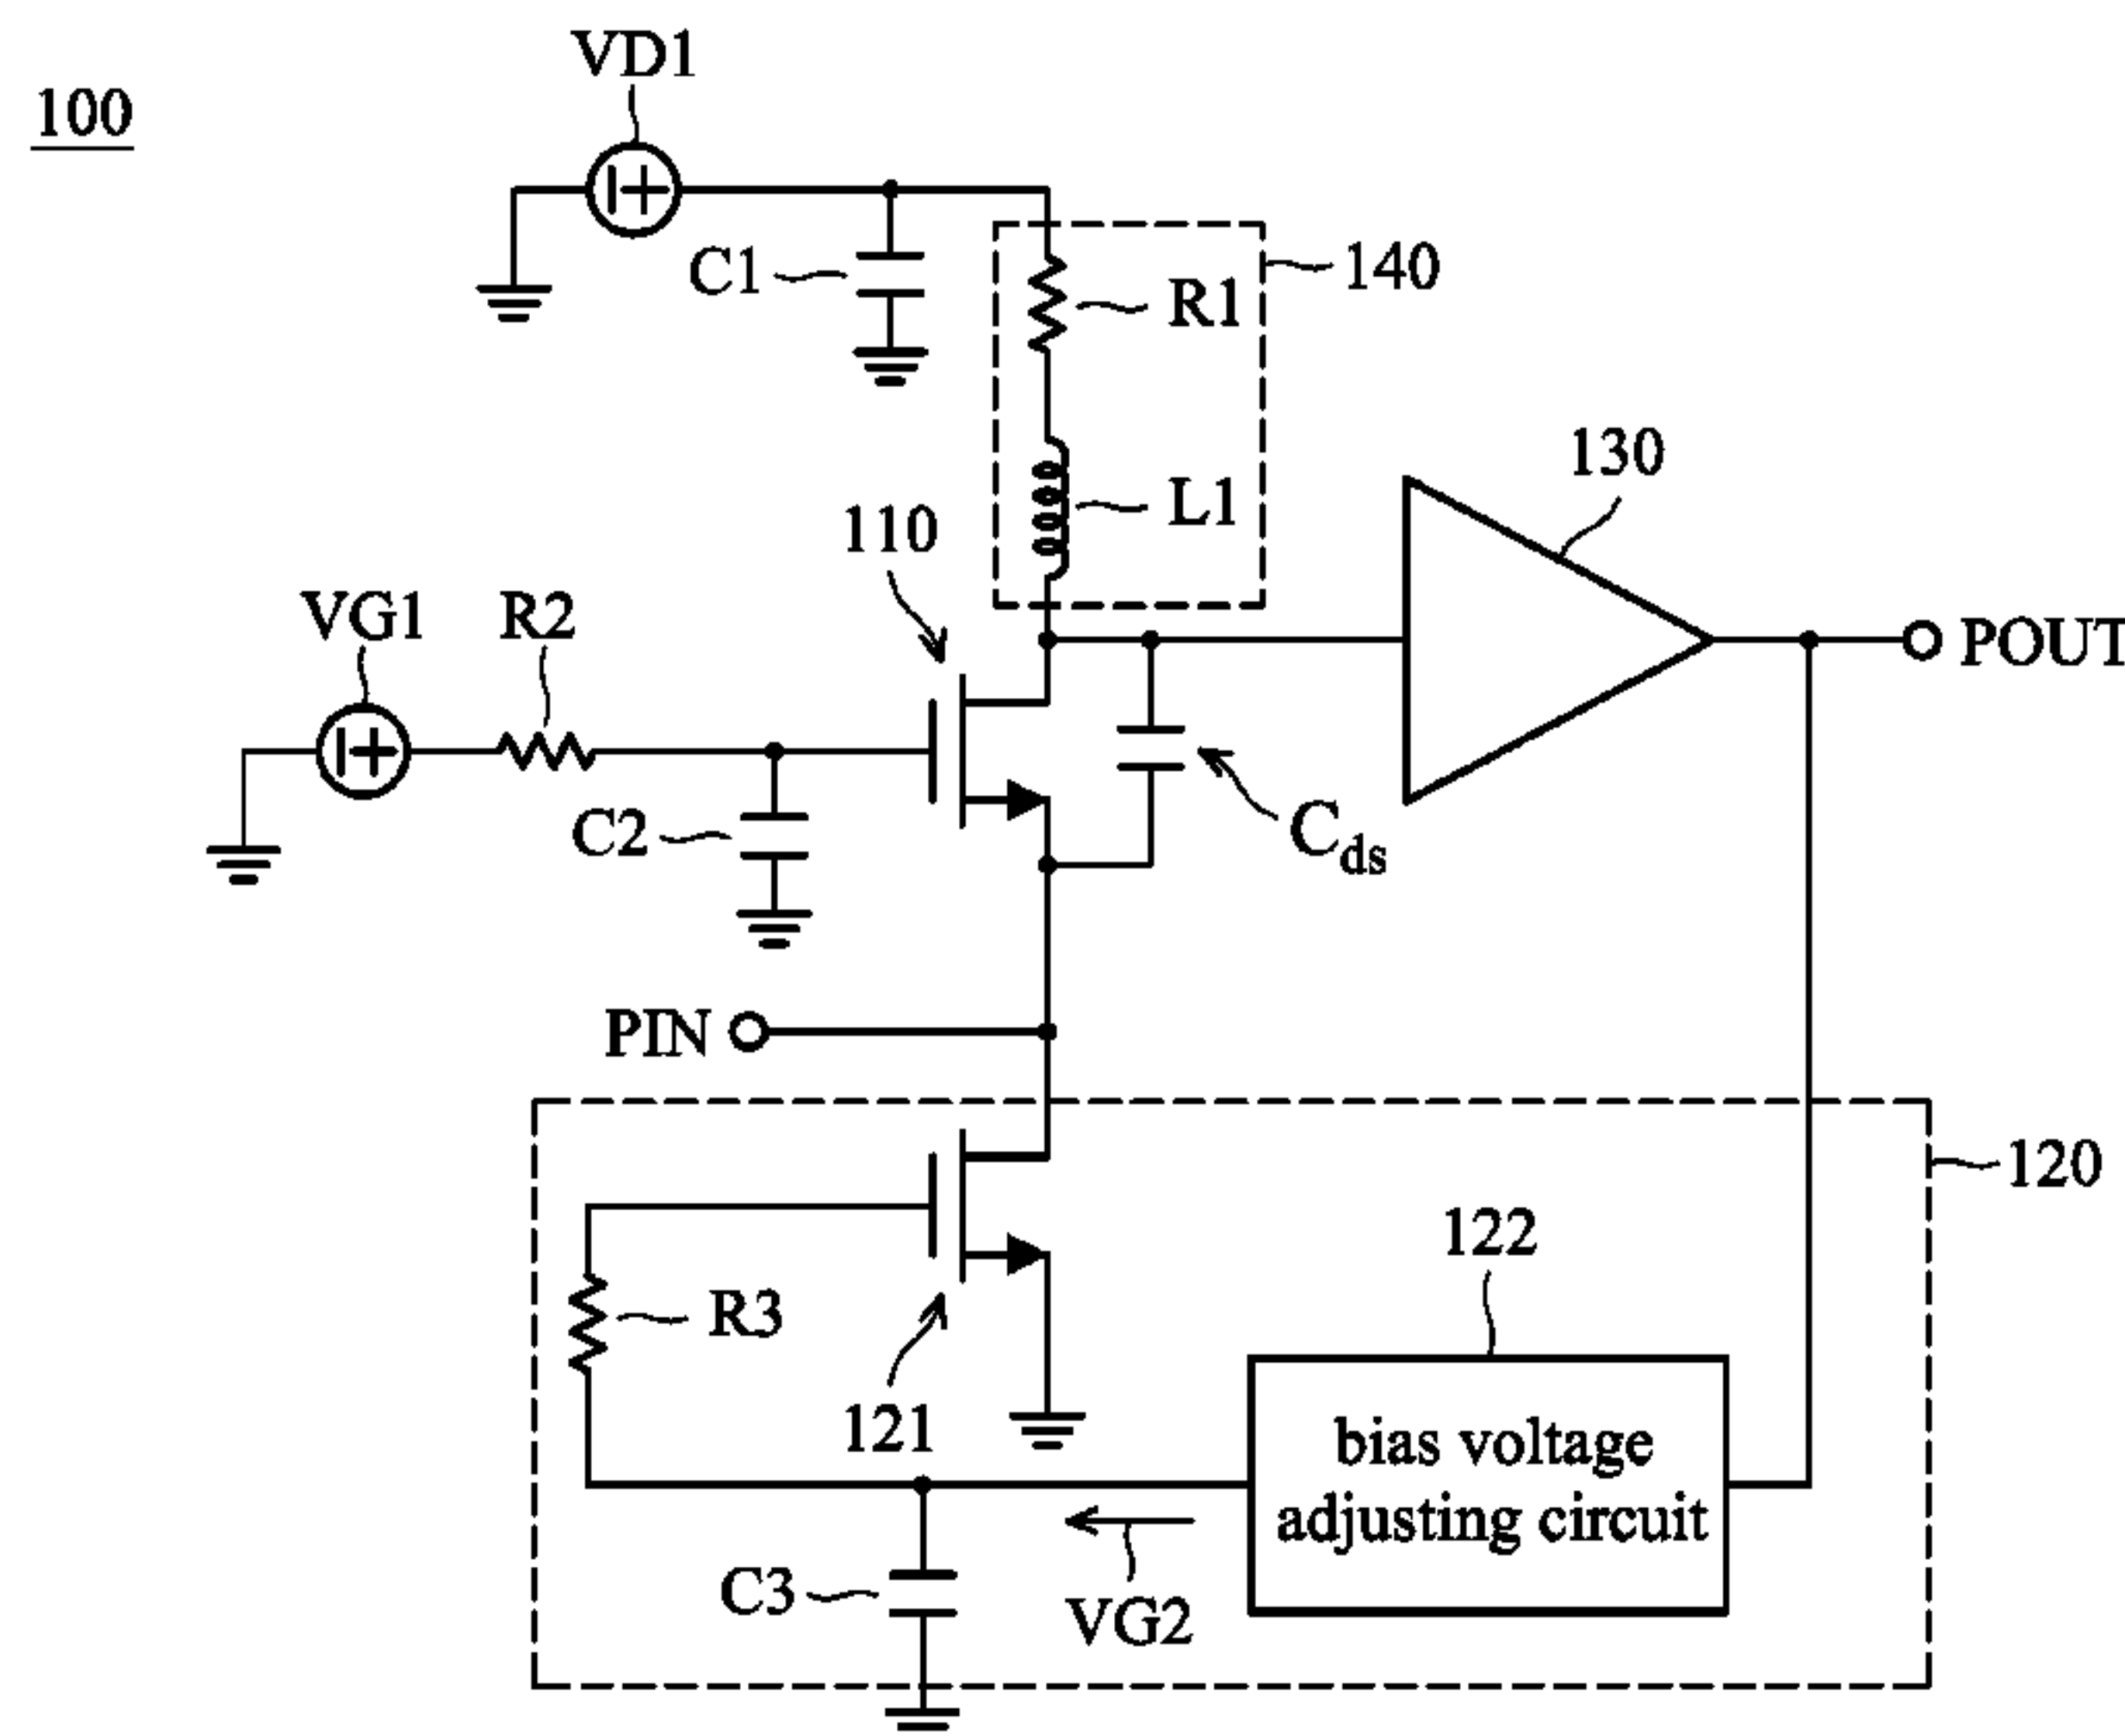 VD1
100
C1
R1
140
130
L1
110
VG1
R2
POUT
C2
Cds
PIN
120
122
R3
121
bias voltage
adjusting circuit
C3
VG2